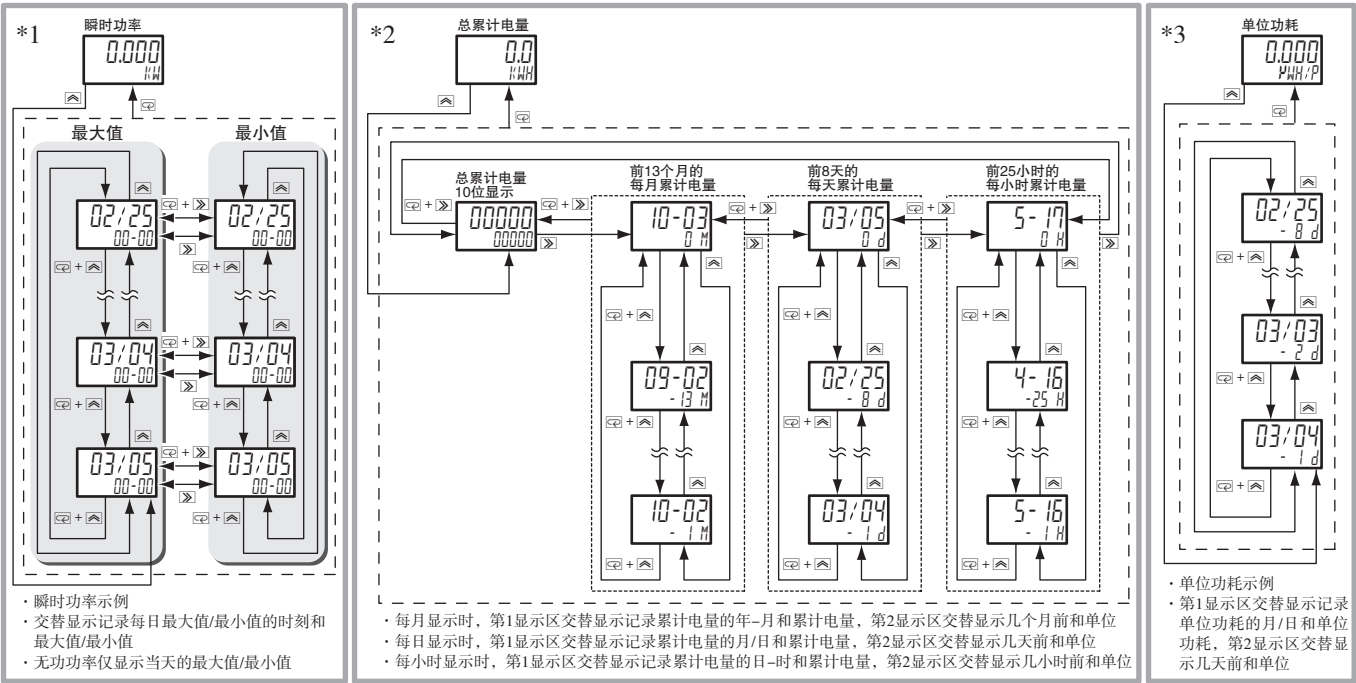 *1
瞬时功率
0.000
KW
最大值
最小值
02/25
00-00
+
02/25
00-00
+
+
03/04
00-00
+
03/04
00-00
+
+
03/05
00-00
+
03/05
00-00
+
+
·瞬时功率示例
·交替显示记录每日最大值/最小值的时刻和
最大值/最小值
·无功功率仅显示当天的最大值/最小值
*2
总累计电量
0.0
KWH
总累计电量
10位显示
前13个月的
每月累计电量
前8天的
每天累计电量
前25小时的
每小时累计电量
+
00000
00000
+
10-03
0 M
+
03/05
0 d
+
5-17
0 H
+
+
+
09-02
-13 M
02/25
-8 d
4-16
-25 H
+
+
+
10-02
-1 M
03/04
-1 d
5-16
-1 H
+
+
+
·每月显示时，第1显示区交替显示记录累计电量的年–月和累计电量，第2显示区交替显示几个月前和单位
·每日显示时，第1显示区交替显示记录累计电量的月/日和累计电量，第2显示区交替显示几天前和单位
·每小时显示时，第1显示区交替显示记录累计电量的日–时和累计电量，第2显示区交替显示几小时前和单位
*3
单位功耗
0.000
KWH/P
02/25
-8 d
+
03/03
-2 d
+
03/04
-1 d
+
·单位功耗示例
·第1显示区交替显示记录
单位功耗的月/日和单位
功耗，第2显示区交替显
示几天前和单位